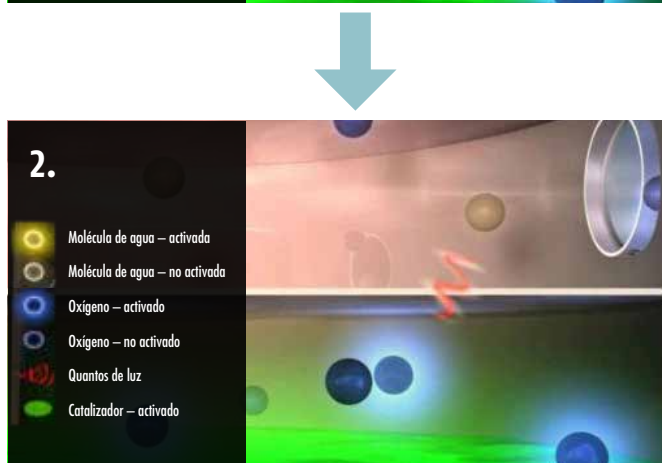 2.
Molécula de agua – activada
Molécula de agua – no activada
Oxígeno – activado
Oxígeno – no activado
Quantos de luz
Catalizador – activado